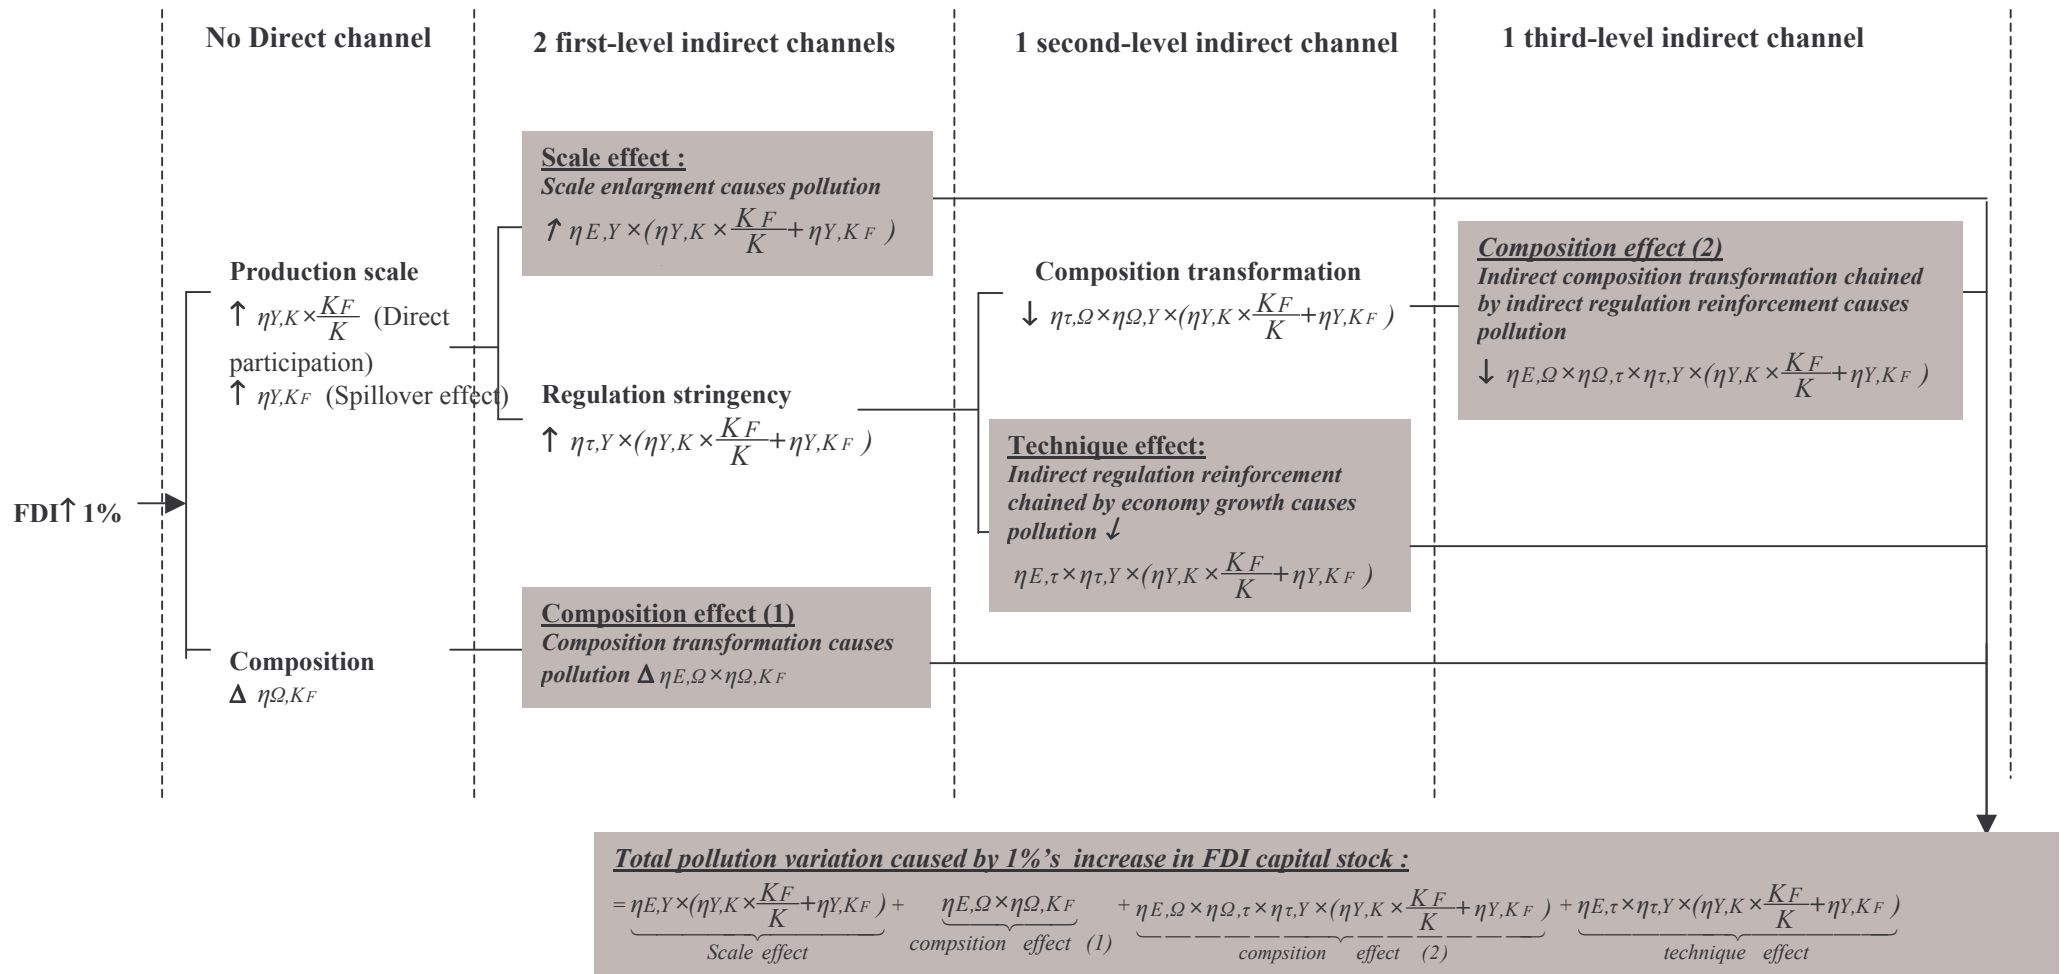 No Direct channel
2 first-level indirect channels
1 second-level indirect channel
1 third-level indirect channel
FDI↑ 1%
Production scale
↑ ηY,K × KF/K (Direct
participation)
↑ ηY,KF (Spillover effect)
Composition
Δ ηΩ,KF
Scale effect :
Scale enlargment causes pollution
↑ ηE,Y ×(ηY,K × KF/K + ηY,KF )
Regulation stringency
↑ ητ,Y ×(ηY,K × KF/K + ηY,KF )
Composition effect (1)
Composition transformation causes
pollution Δ ηE,Ω × ηΩ,KF
Composition transformation
↓ ητ,Ω × ηΩ,Y ×(ηY,K × KF/K + ηY,KF )
Technique effect:
Indirect regulation reinforcement
chained by economy growth causes
pollution ↓
ηE,τ × ητ,Y ×(ηY,K × KF/K + ηY,KF )
Composition effect (2)
Indirect composition transformation chained
by indirect regulation reinforcement causes
pollution
↓ ηE,Ω × ηΩ,τ × ητ,Y ×(ηY,K × KF/K + ηY,KF )
Total pollution variation caused by 1%'s increase in FDI capital stock :
= ηE,Y ×(ηY,K × KF/K + ηY,KF ) + ηE,Ω × ηΩ,KF + ηE,Ω × ηΩ,τ × ητ,Y ×(ηY,K × KF/K + ηY,KF ) + ηE,τ × ητ,Y ×(ηY,K × KF/K + ηY,KF )
Scale effect compsition effect (1) compsition effect (2) technique effect